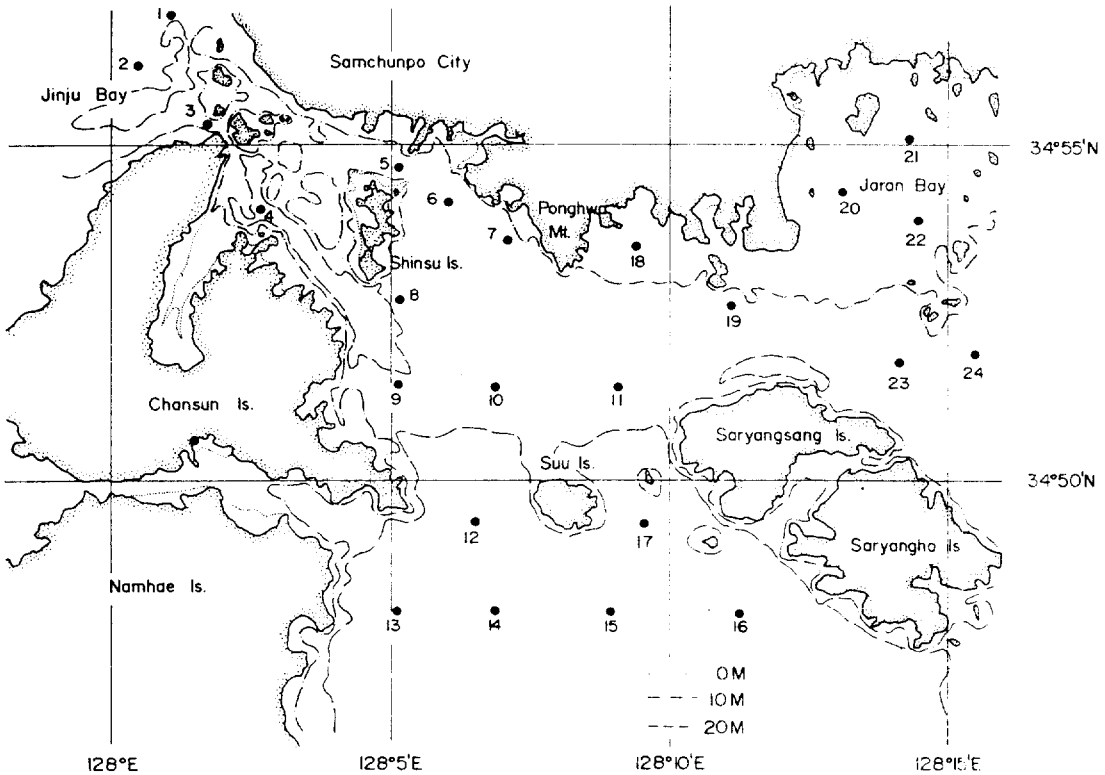 1
2
Samchunpo City
Jinju Bay
3
34°55'N
5
21
Jaran Bay
20
6
4
Ponghwa
Mt.
7
18
22
Shinsu Is.
8
19
24
23
9
10
11
Chansun Is.
Saryangsang Is.
Suu Is.
34°50'N
12
17
Saryangha Is
Namhae Is.
13
14
15
16
0M
10M
20M
128°E
128°5'E
128°10'E
128°15'E